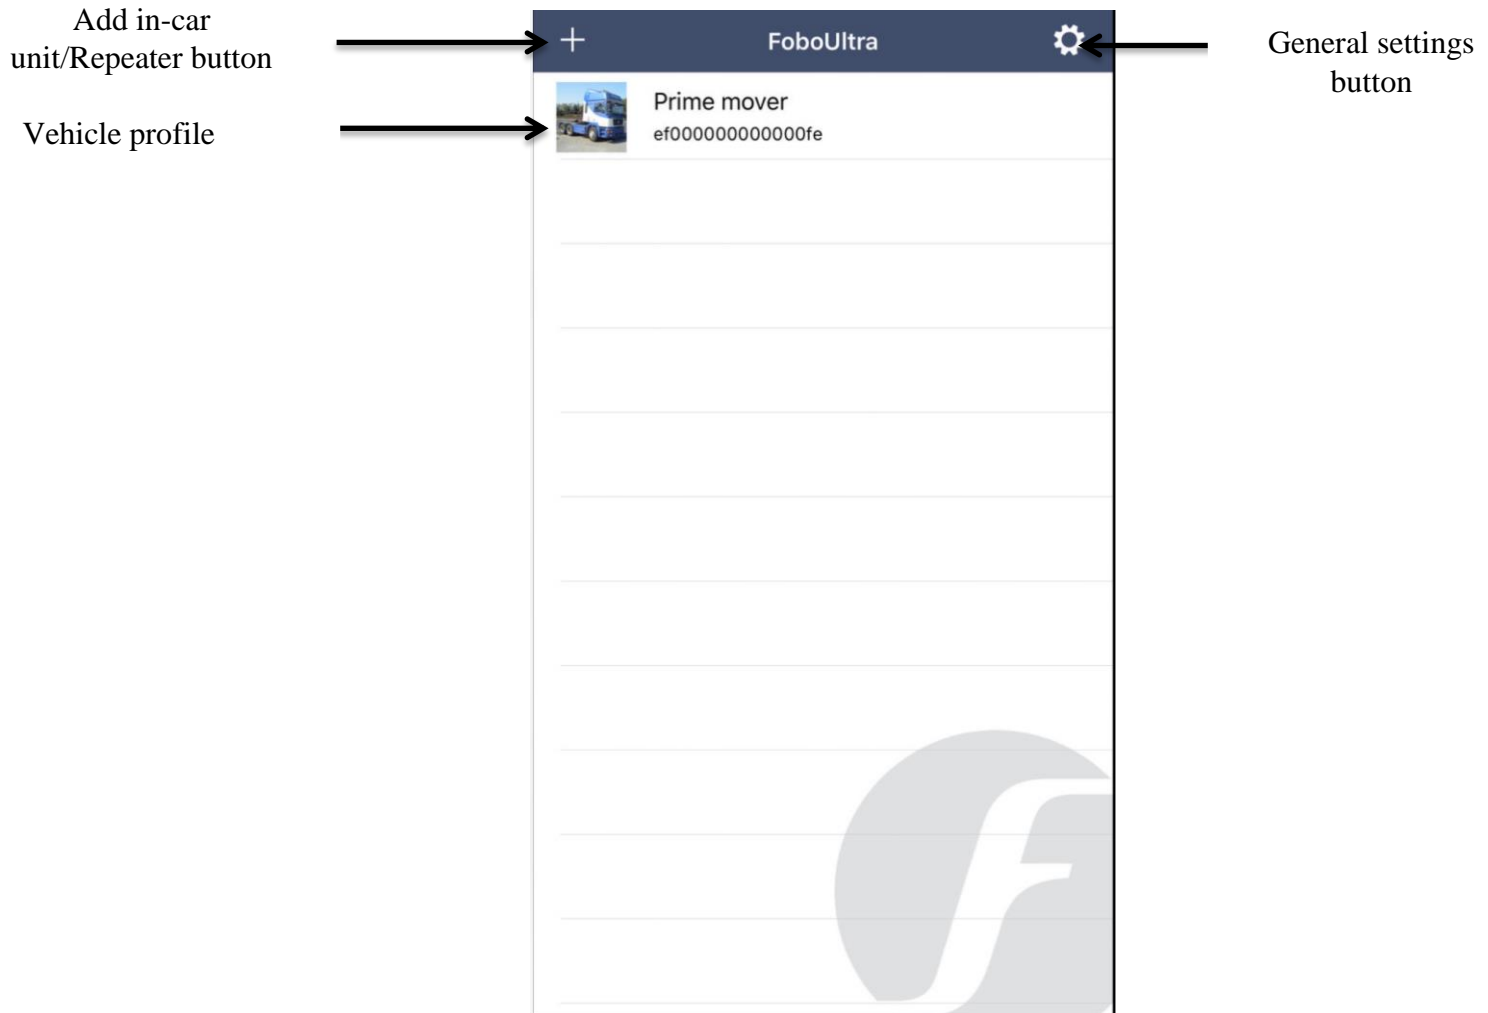 Add in-car
unit/Repeater button
FoboUltra
General settings
button
Vehicle profile
Prime mover
ef000000000000fe